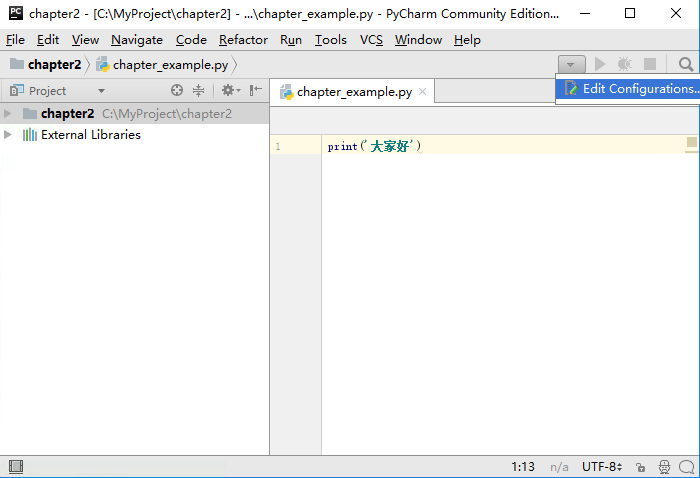 PC chapter2 - [C:\MyProject\chapter2] - ...\chapter_example.py - PyCharm Community Edition...
File Edit View Navigate Code Refactor Run Tools VCS Window Help
chapter2 chapter_example.py
Project chapter_example.py Edit Configurations...
chapter2 C:\MyProject\chapter2
External Libraries
1 print('大家好')
1:13 n/a UTF-8